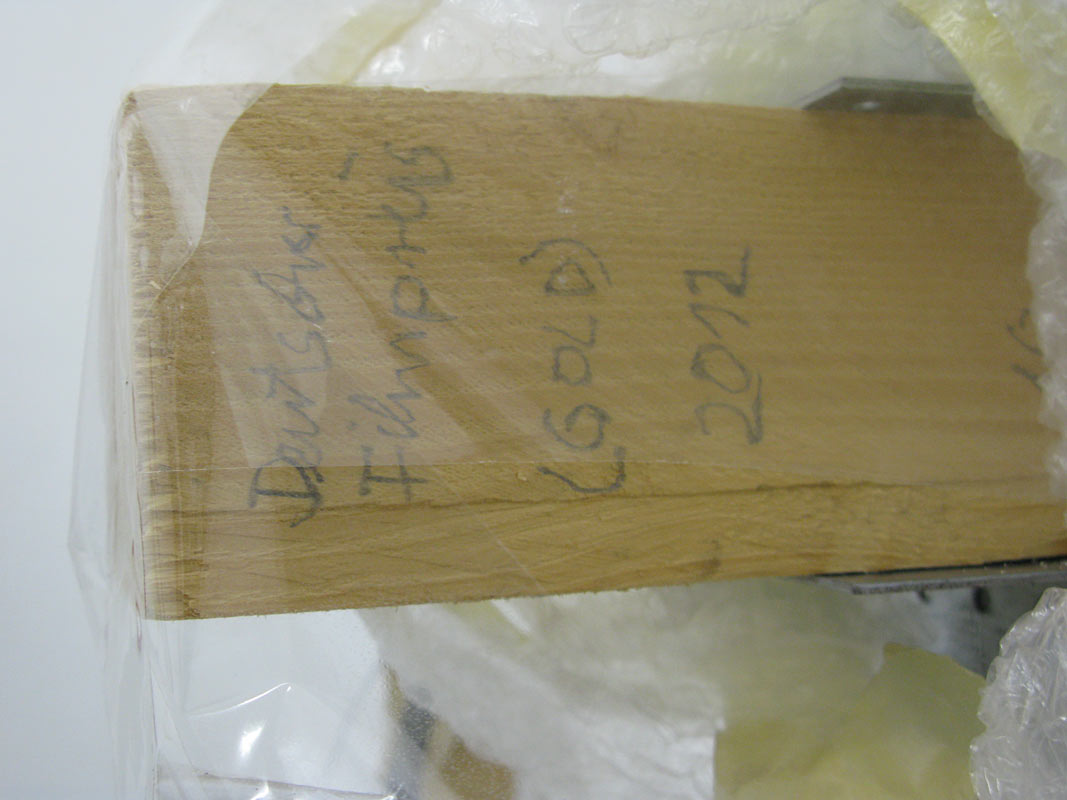 Deutscher
Filmpreis
(GOLD)
2012